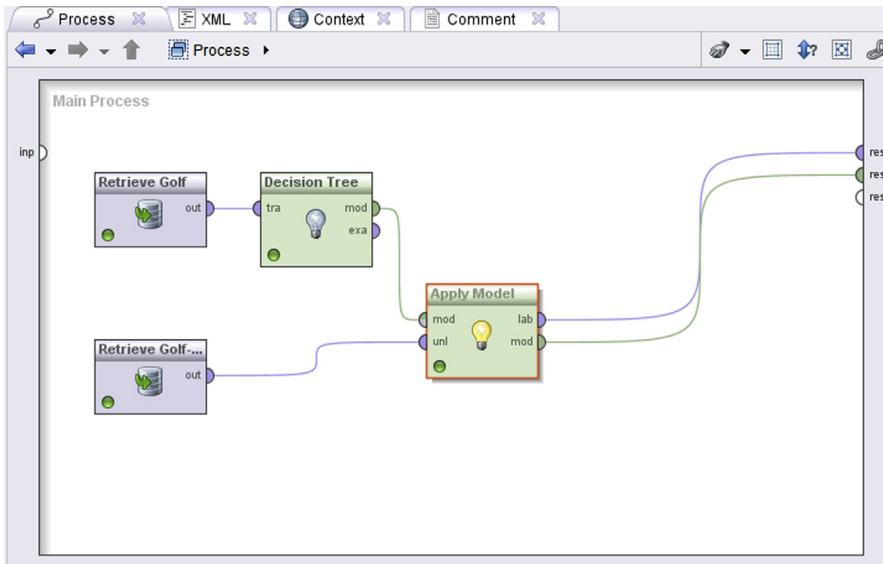 Process XML Context Comment
Process
Main Process
inp
res
res
res
Retrieve Golf
out
Decision Tree
tra mod
exa
Apply Model
mod lab
unl mod
Retrieve Golf-...
out